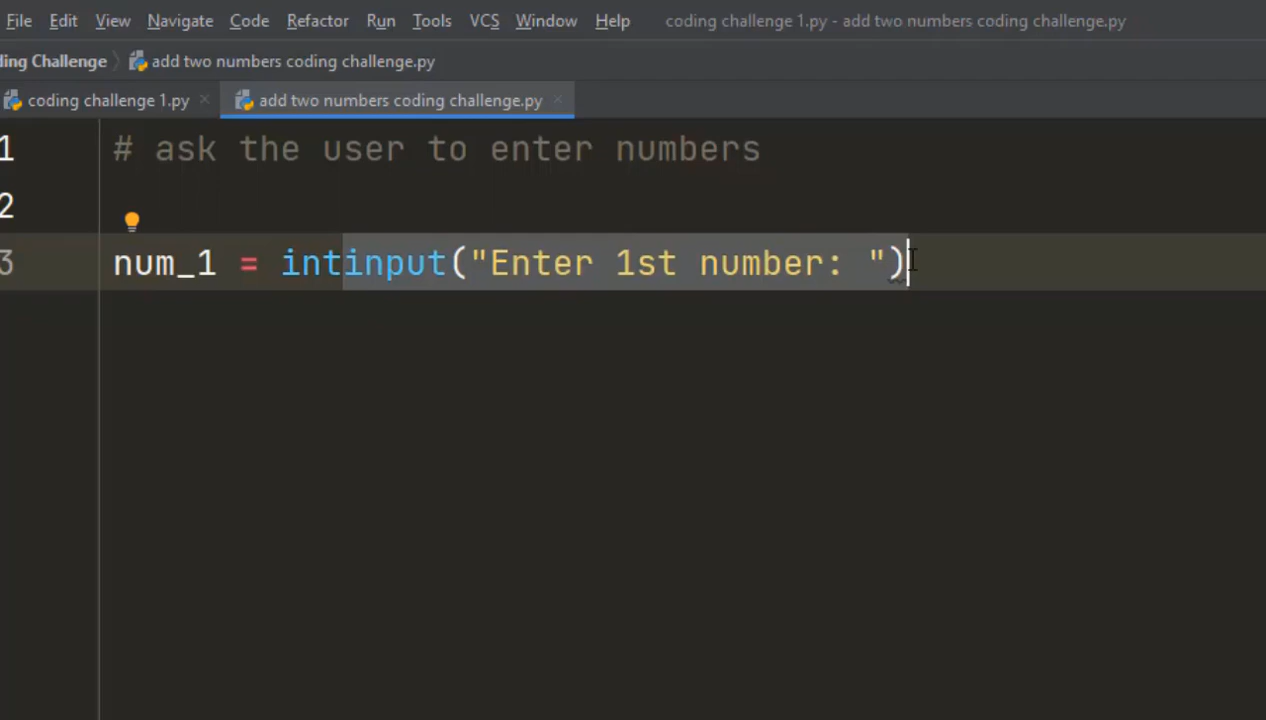 File Edit View Navigate Code Refactor Run Tools VCS Window Help coding challenge 1.py - add two numbers coding challenge.py
ding Challenge add two numbers coding challenge.py
coding challenge 1.py add two numbers coding challenge.py
1 # ask the user to enter numbers
2
3 num_1 = intinput("Enter 1st number: ")